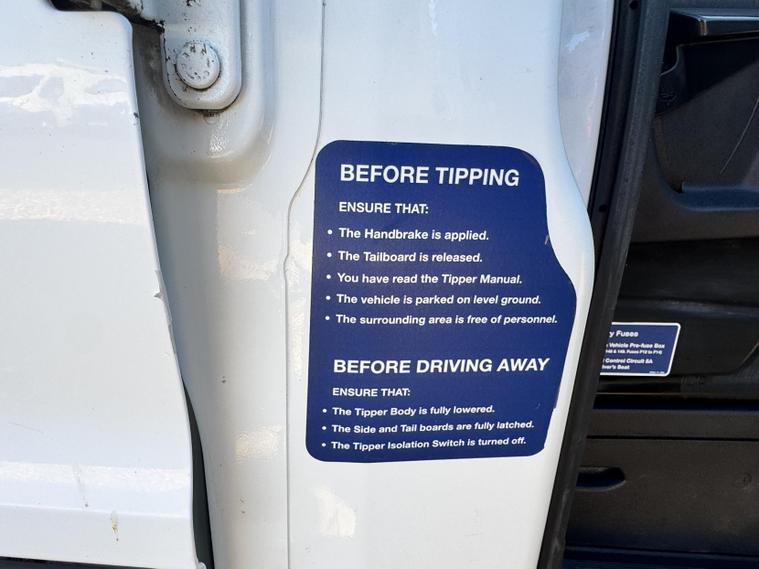 BEFORE TIPPING
ENSURE THAT:
• The Handbrake is applied.
• The Tailboard is released.
• You have read the Tipper Manual.
• The vehicle is parked on level ground.
• The surrounding area is free of personnel.
BEFORE DRIVING AWAY
ENSURE THAT:
• The Tipper Body is fully lowered.
• The Side and Tail boards are fully latched.
• The Tipper Isolation Switch is turned off.
y Fuses
Vehicle Pre-fuse Box
Control Circuit 5A
ver's Seat